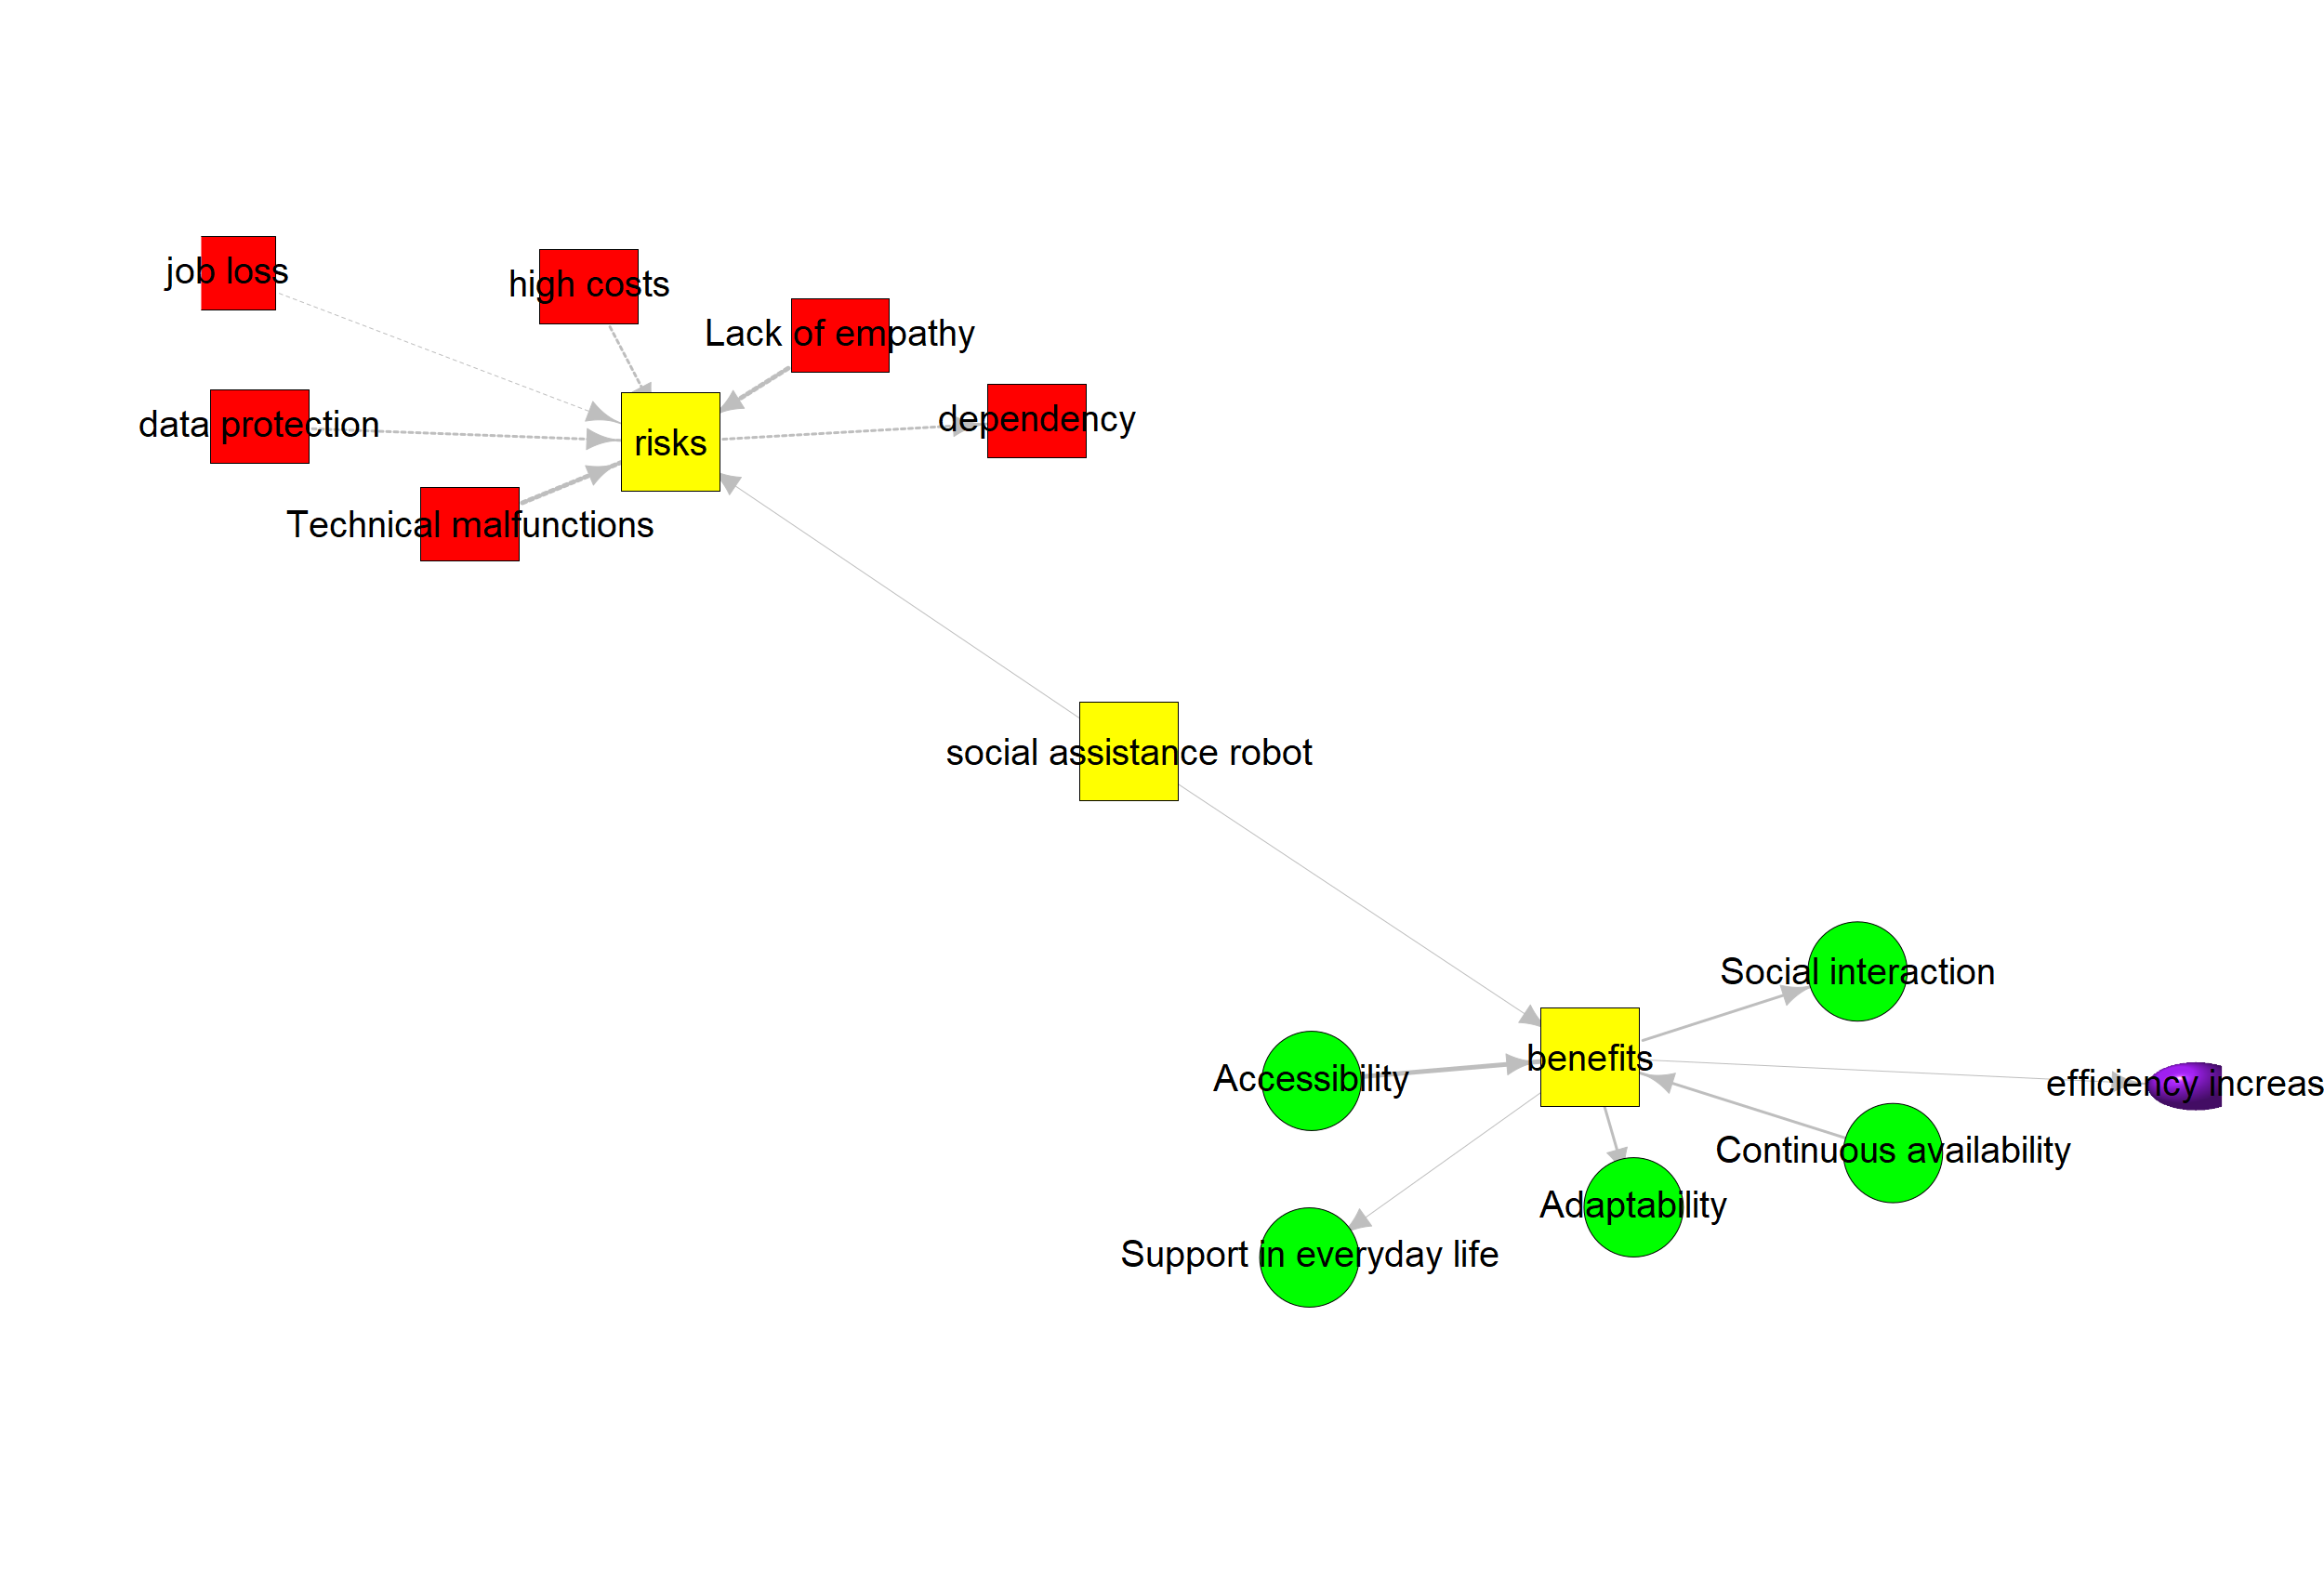 job loss
high costs
Lack of empathy
data protection
risks
dependency
Technical malfunctions
social assistance robot
Social interaction
Accessibility
benefits
efficiency increas
Continuous availability
Adaptability
Support in everyday life